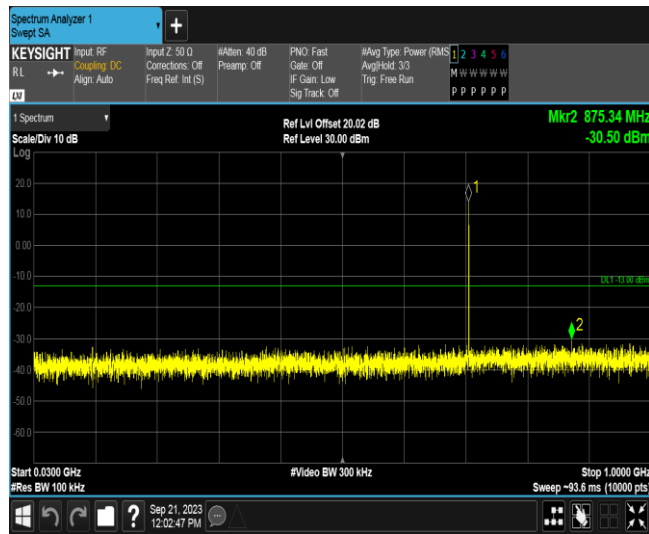 Spectrum Analyzer 1
Swept SA
KEYSIGHT
RL
LXI
Input: RF
Coupling: DC
Align: Auto
Input Z: 50 Ω
Corrections: Off
Freq Ref: Int (S)
#Atten: 40 dB
Preamp: Off
PNO: Fast
Gate: Off
IF Gain: Low
Sig Track: Off
#Avg Type: Power (RMS
Avg|Hold: 3/3
Trig: Free Run
1 2 3 4 5 6
M W W W W W
P P P P P P
1 Spectrum
Scale/Div 10 dB
Ref Lvl Offset 20.02 dB
Ref Level 30.00 dBm
Mkr2 875.34 MHz
-30.50 dBm
Log
20.0
10.0
0.00
-10.0
-20.0
-30.0
-40.0
-50.0
-60.0
1
DL1 -13.00 dBm
2
Start 0.0300 GHz
#Res BW 100 kHz
#Video BW 300 kHz
Stop 1.0000 GHz
Sweep ~93.6 ms (10000 pts)
?
Sep 21, 2023
12:02:47 PM